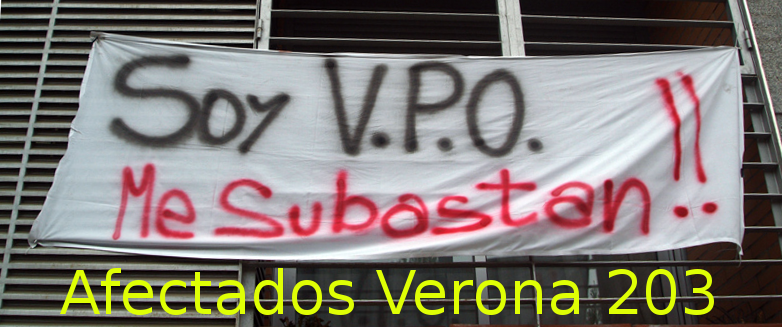 Soy V.P.O.
Me Subastan!!
Afectados Verona 203